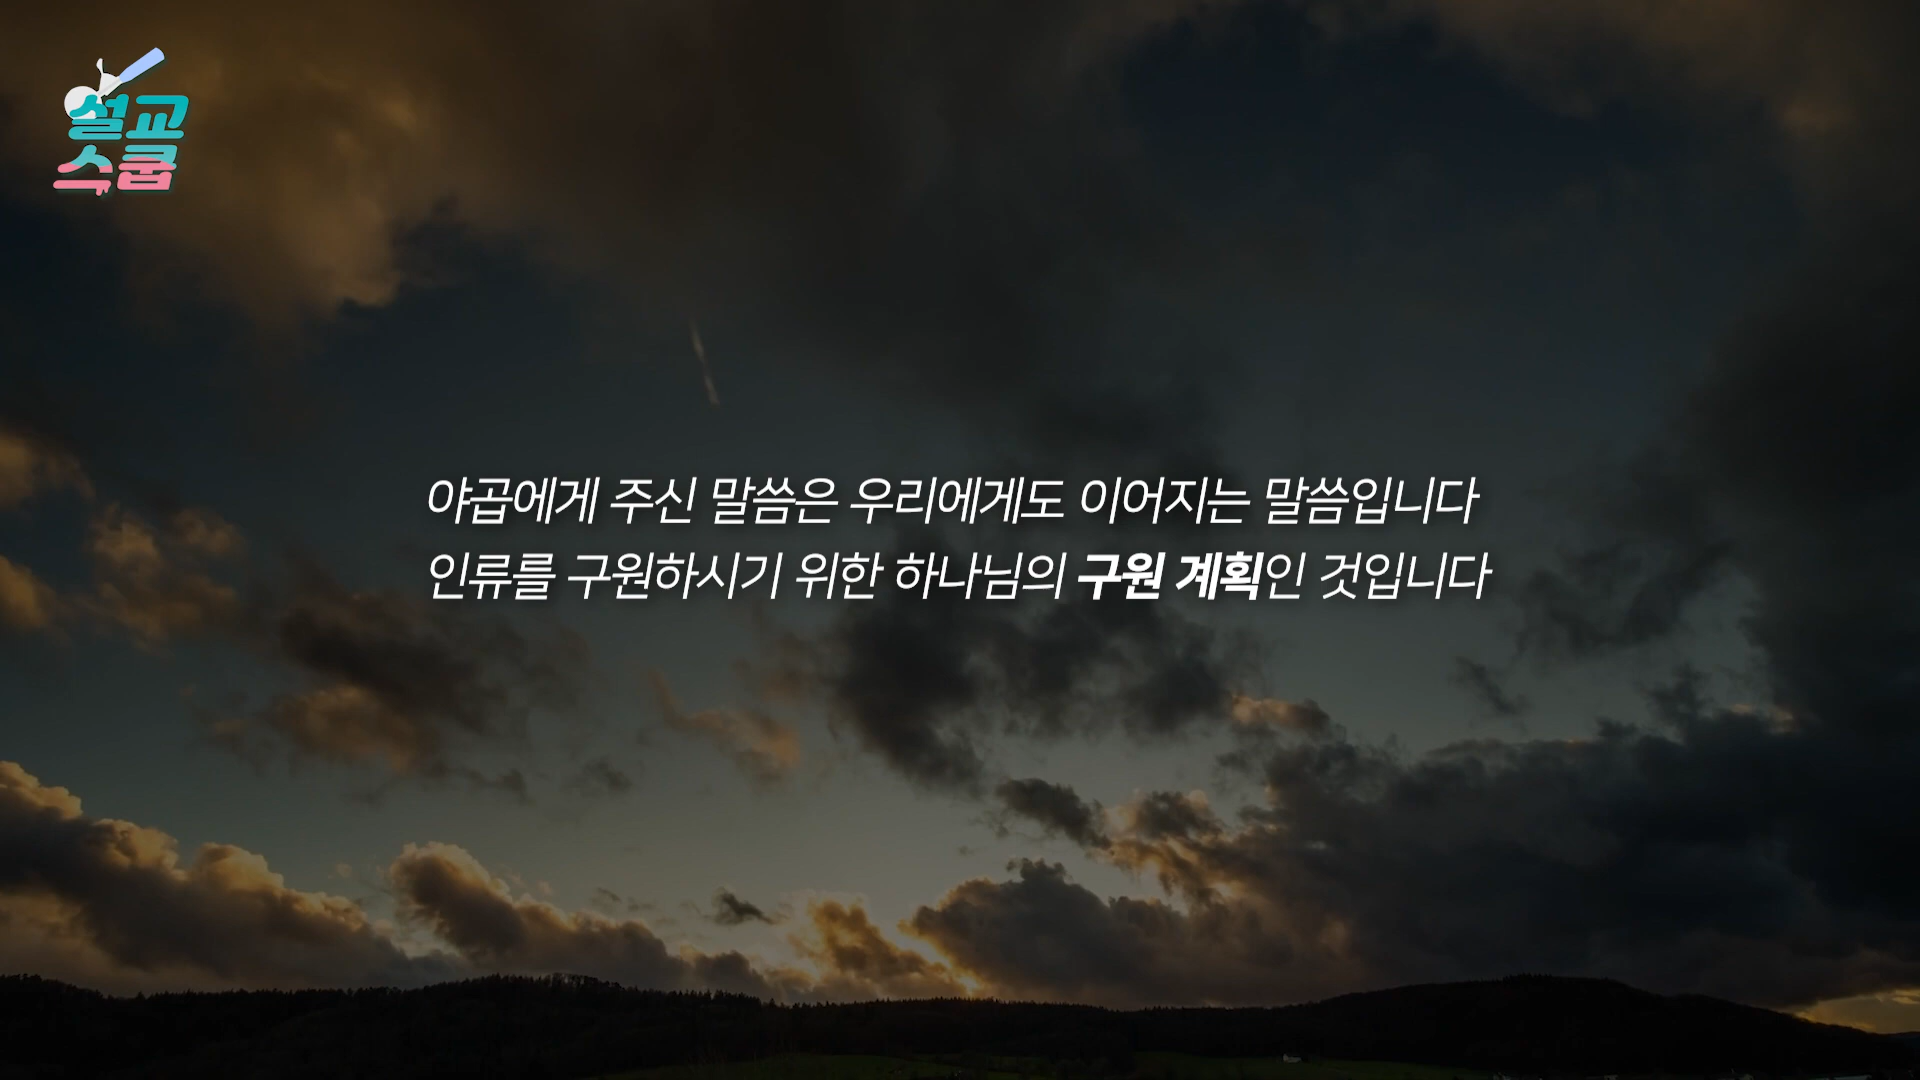 설교
스쿱
야곱에게 주신 말씀은 우리에게도 이어지는 말씀입니다
인류를 구원하시기 위한 하나님의 구원 계획인 것입니다